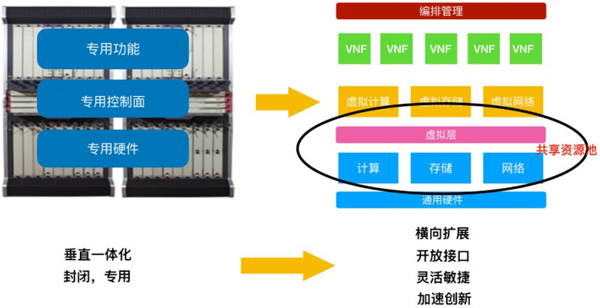 专用功能
专用控制面
专用硬件
垂直一体化
封闭，专用
编排管理
VNF VNF VNF VNF VNF
虚拟计算 虚拟存储 虚拟网络
虚拟层
共享资源池
计算 存储 网络
通用硬件
横向扩展
开放接口
灵活敏捷
加速创新